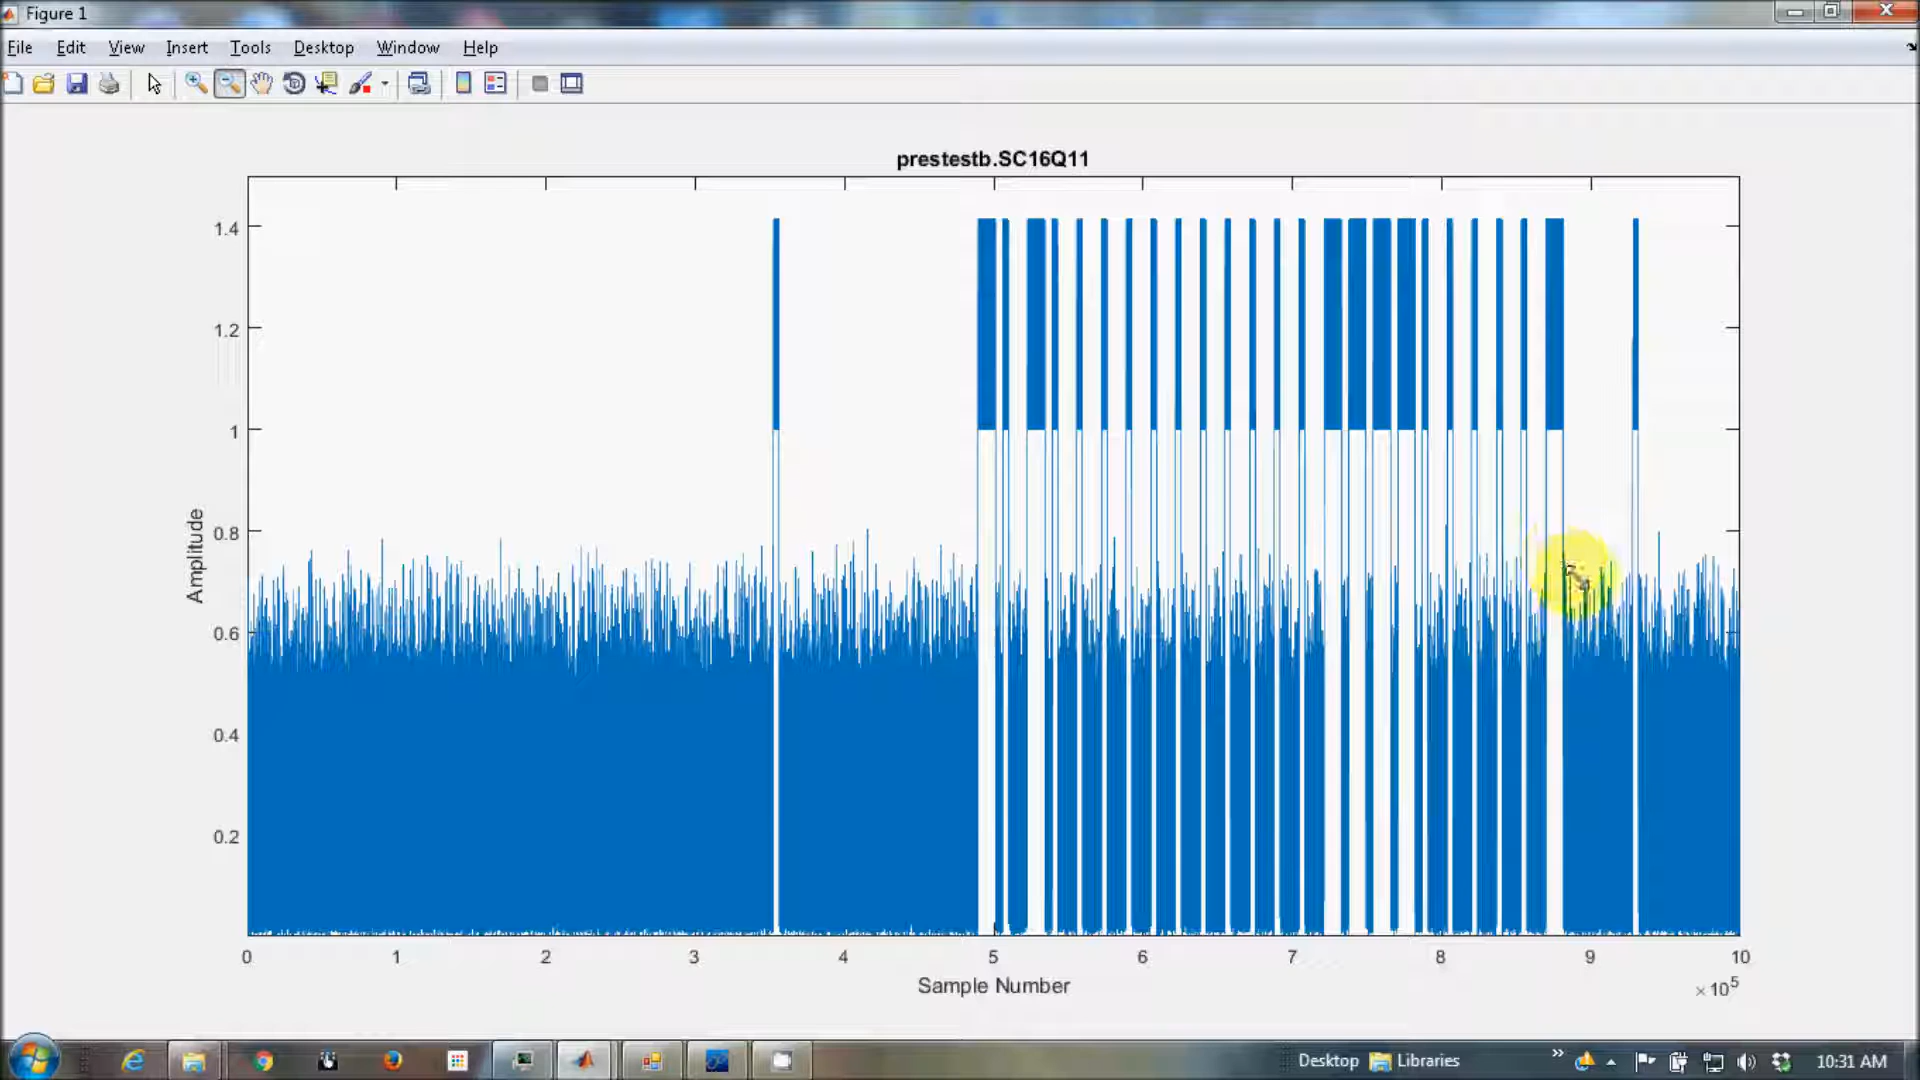 Figure 1
File Edit View Insert Tools Desktop Window Help
prestestb.SC16Q11
1.4
1.2
1
0.8
0.6
0.4
0.2
Amplitude
0 1 2 3 4 5 6 7 8 9 10
Sample Number
× 10^5
Desktop Libraries 10:31 AM